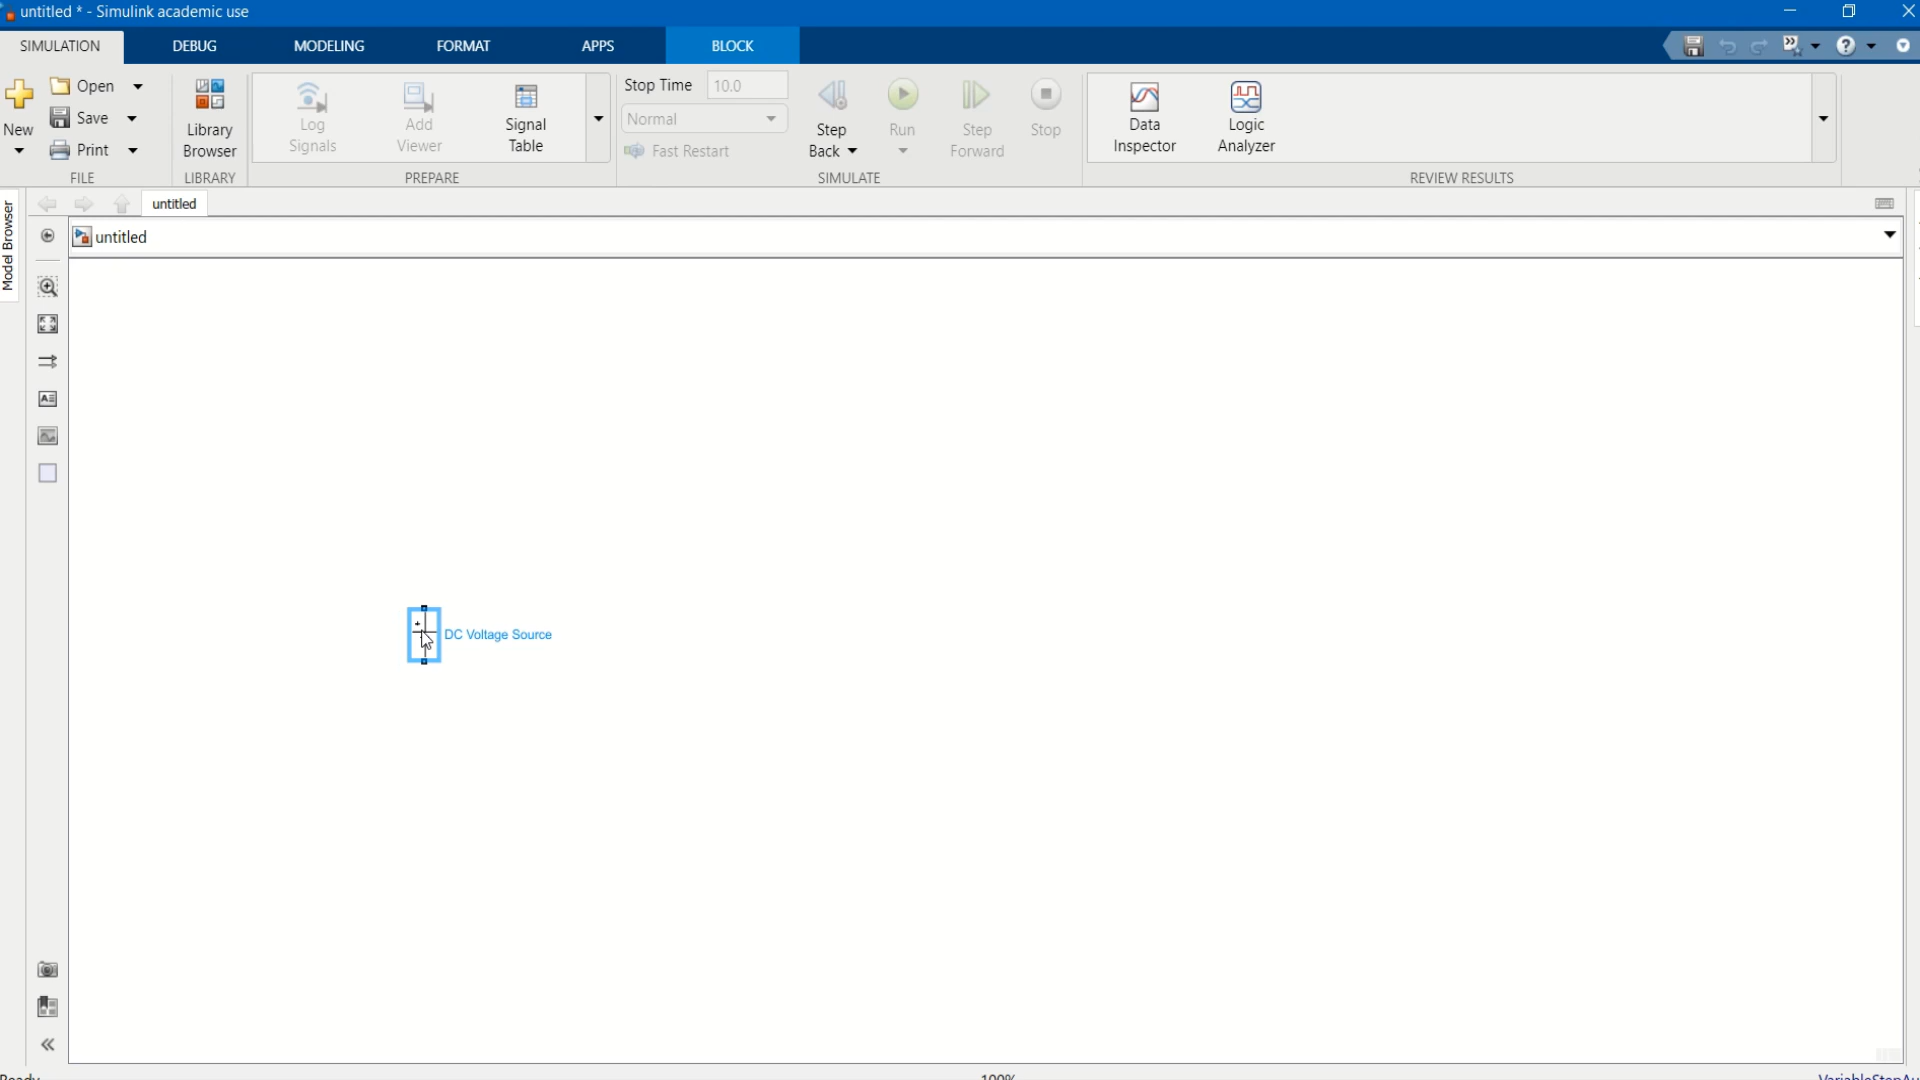 untitled * - Simulink academic use
SIMULATION DEBUG MODELING FORMAT APPS BLOCK
New
Open
Save
Print
FILE
Library
Browser
LIBRARY
Log
Signals
Add
Viewer
Signal
Table
PREPARE
Stop Time 10.0
Normal
Fast Restart
Step
Back
Run
Step
Forward
Stop
SIMULATE
Data
Inspector
Logic
Analyzer
REVIEW RESULTS
Model Browser
untitled
untitled
DC Voltage Source
Ready 100%